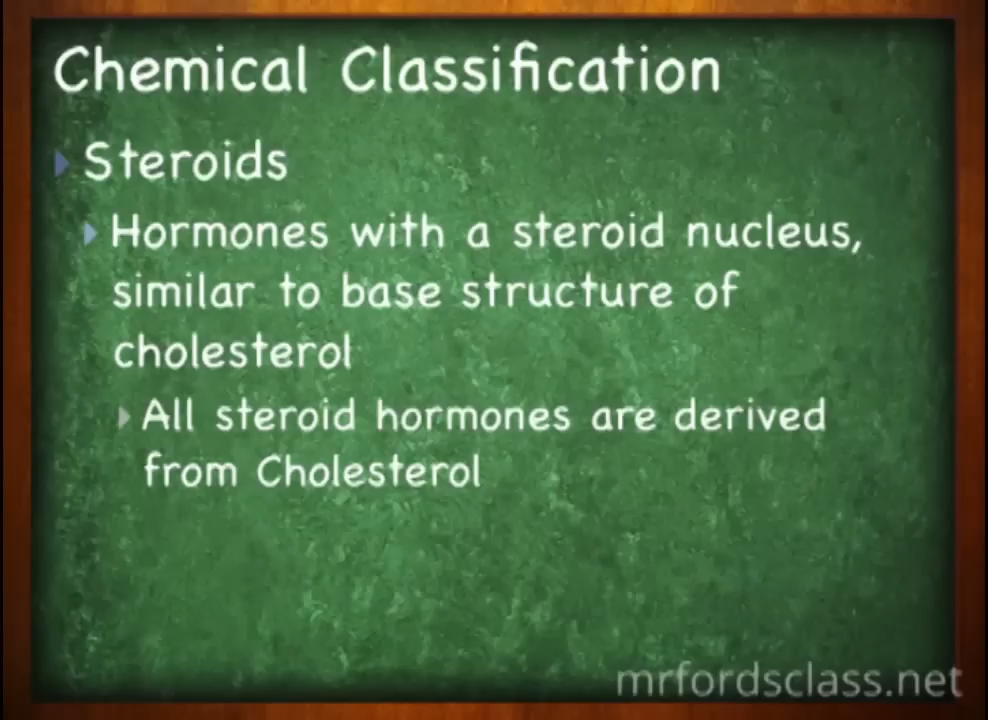 Chemical Classification
Steroids
Hormones with a steroid nucleus,
similar to base structure of
cholesterol
All steroid hormones are derived
from Cholesterol
mrfordsclass.net